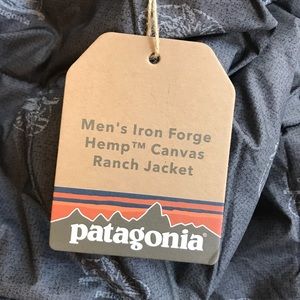 Men's Iron Forge
Hemp™ Canvas
Ranch Jacket
patagonia®